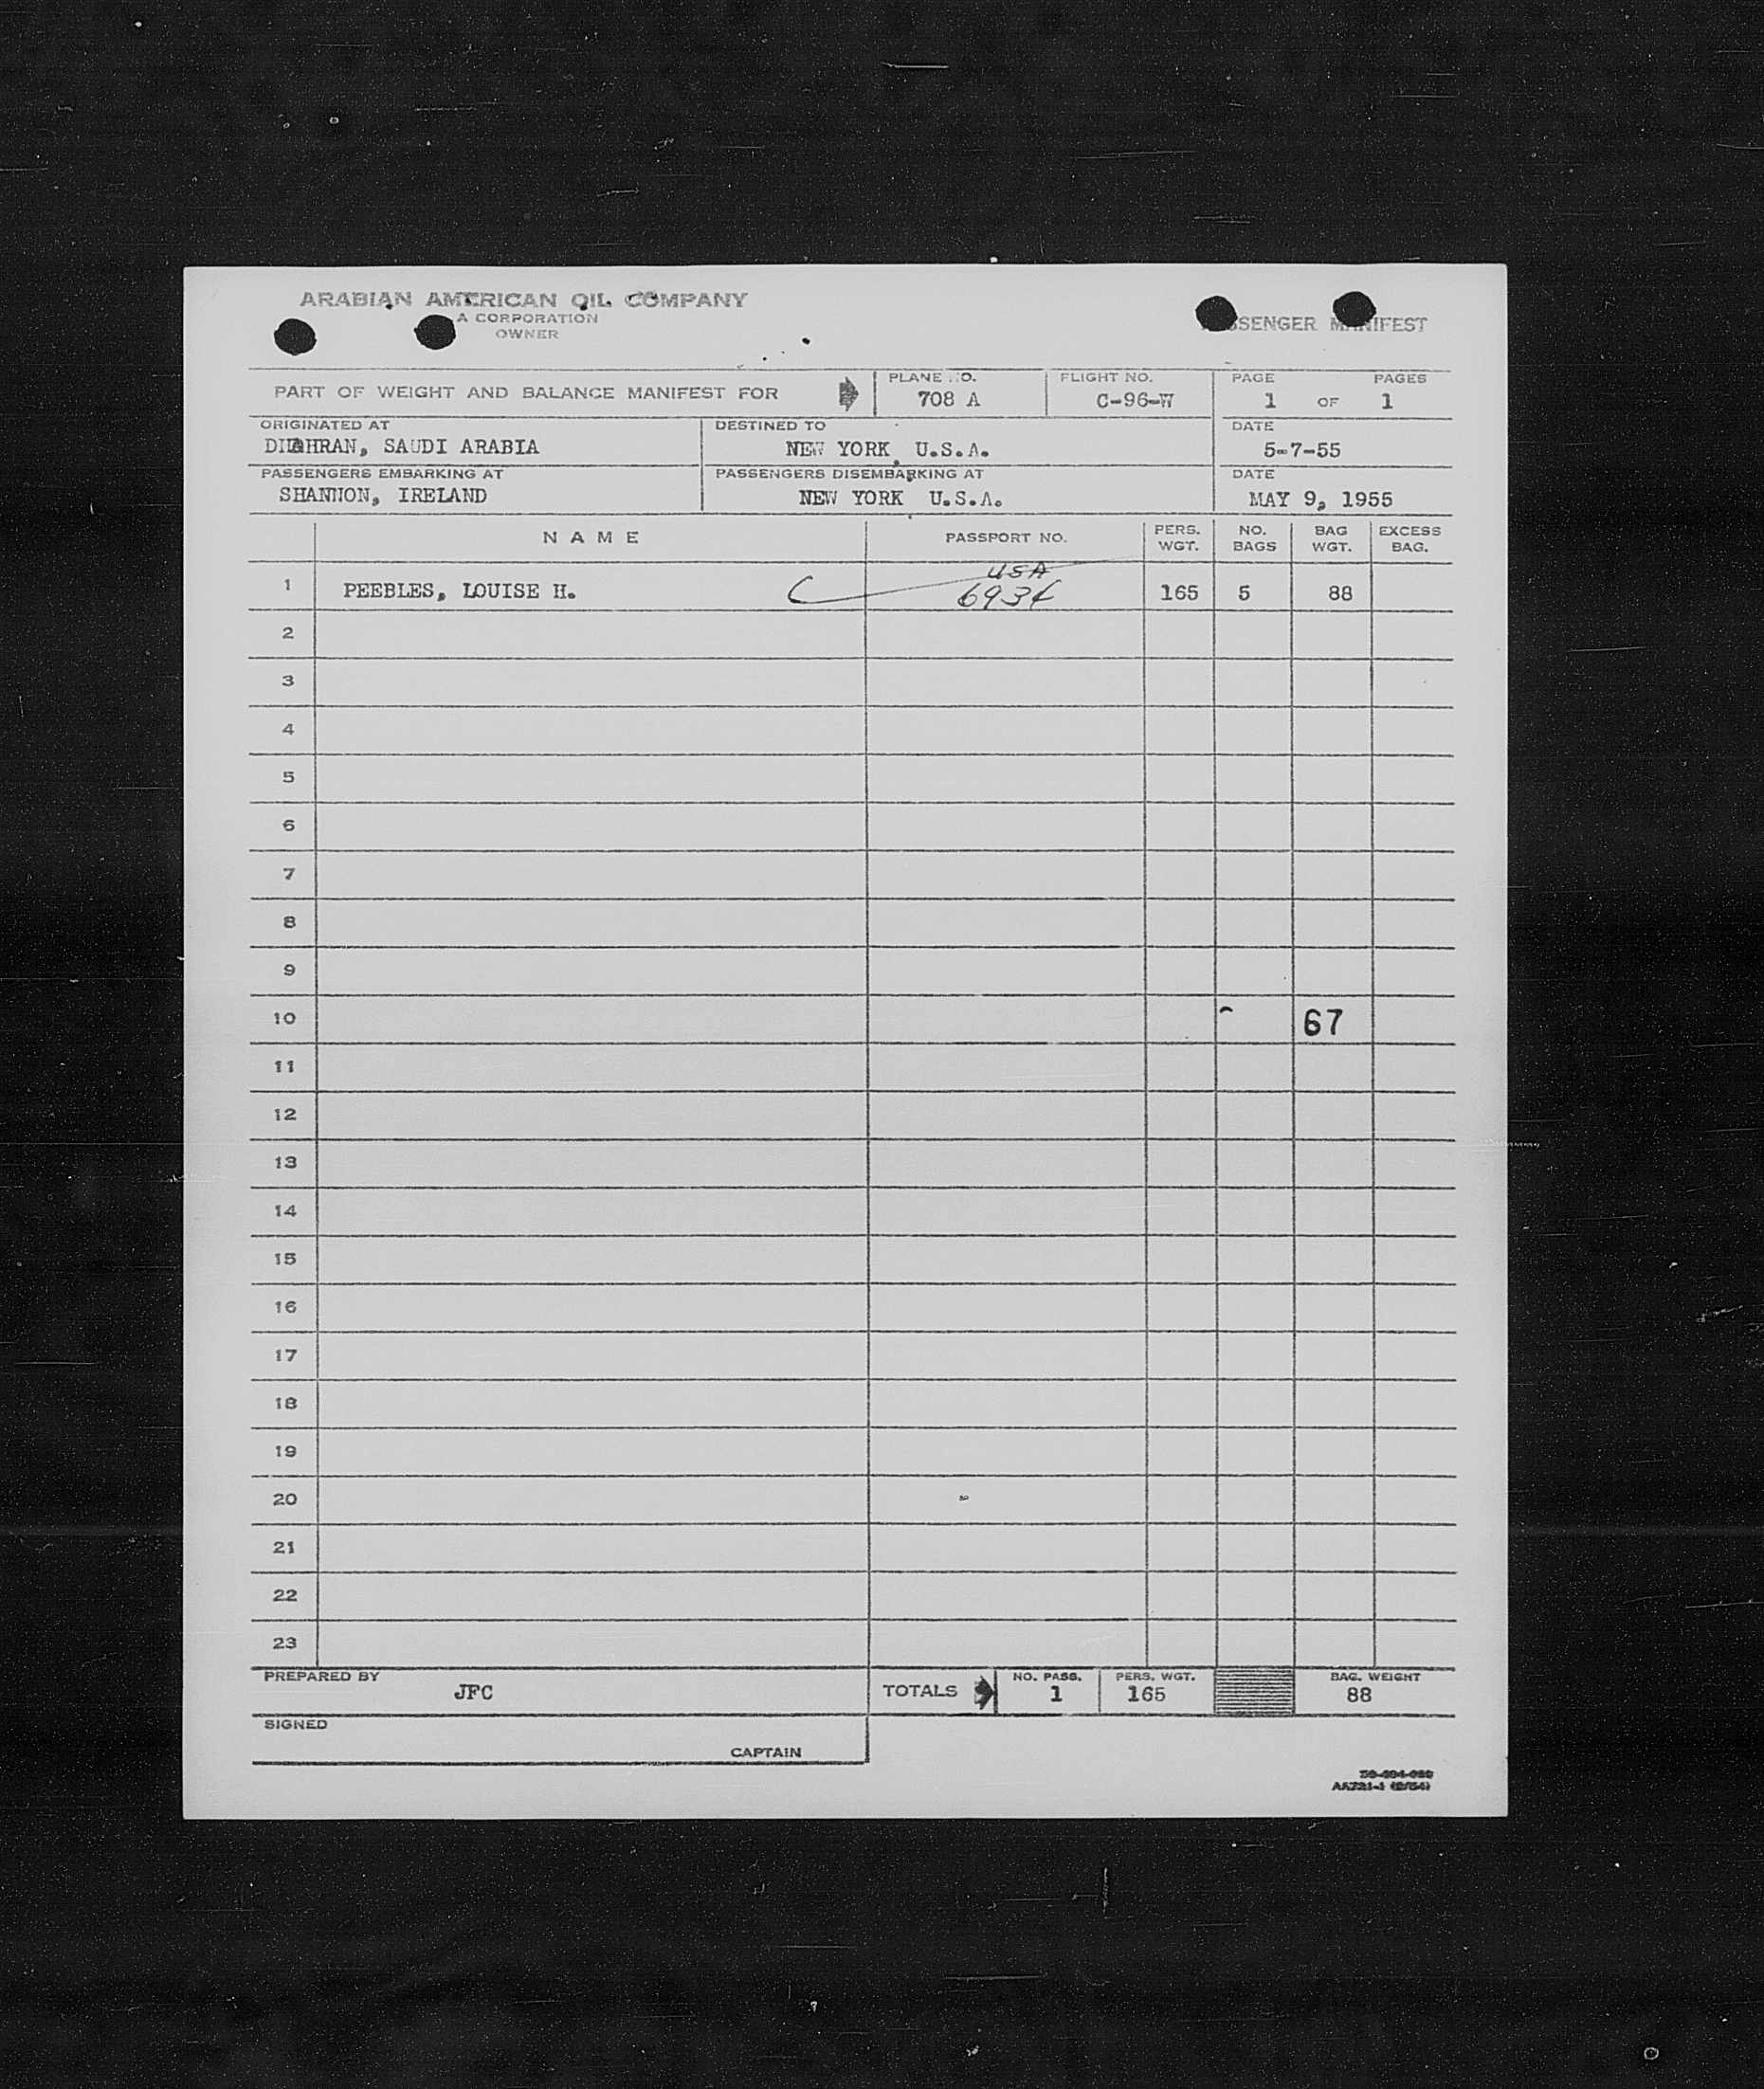 ARABIAN AMERICAN OIL COMPANY
A CORPORATION
OWNER
SSENGER MANIFEST
PART OF WEIGHT AND BALANCE MANIFEST FOR
PLANE NO.
708 A
FLIGHT NO.
C-96-W
PAGE PAGES
1 OF 1
ORIGINATED AT
SAUDI ARABIA
DESTINED TO
NEW YORK U.S.A.
DATE
5-7-55
PASSENGERS EMBARKING AT
SHANNON, IRELAND
PASSENGERS DISEMBARKING AT
NEW YORK U.S.A.
DATE
MAY 9, 1955
NAME PASSPORT NO. PERS. WGT. NO. BAGS BAG WGT. EXCESS BAG.
USA
1 PEEBLES, LOUISE H. C 165 5 88
2
3
4
5
6
7
8
9
10 67
11
12
13
14
15
16
17
18
19
20
21
22
23
PREPARED BY
JFC
TOTALS
NO. PASS.
1
PERS. WGT.
165
BAG. WEIGHT
88
SIGNED
CAPTAIN